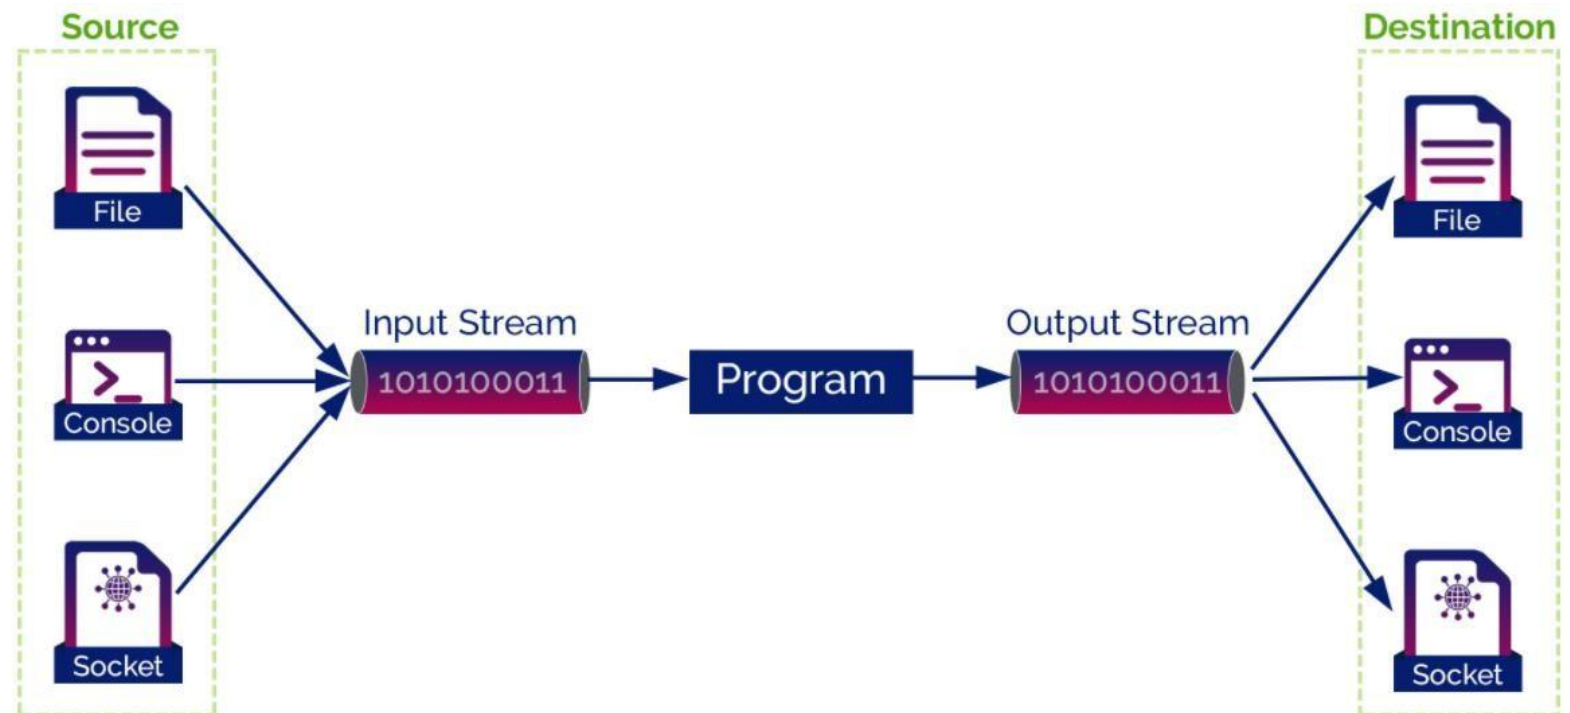 Source
File
Console
Socket
Input Stream
1010100011
Program
Output Stream
1010100011
Destination
File
Console
Socket